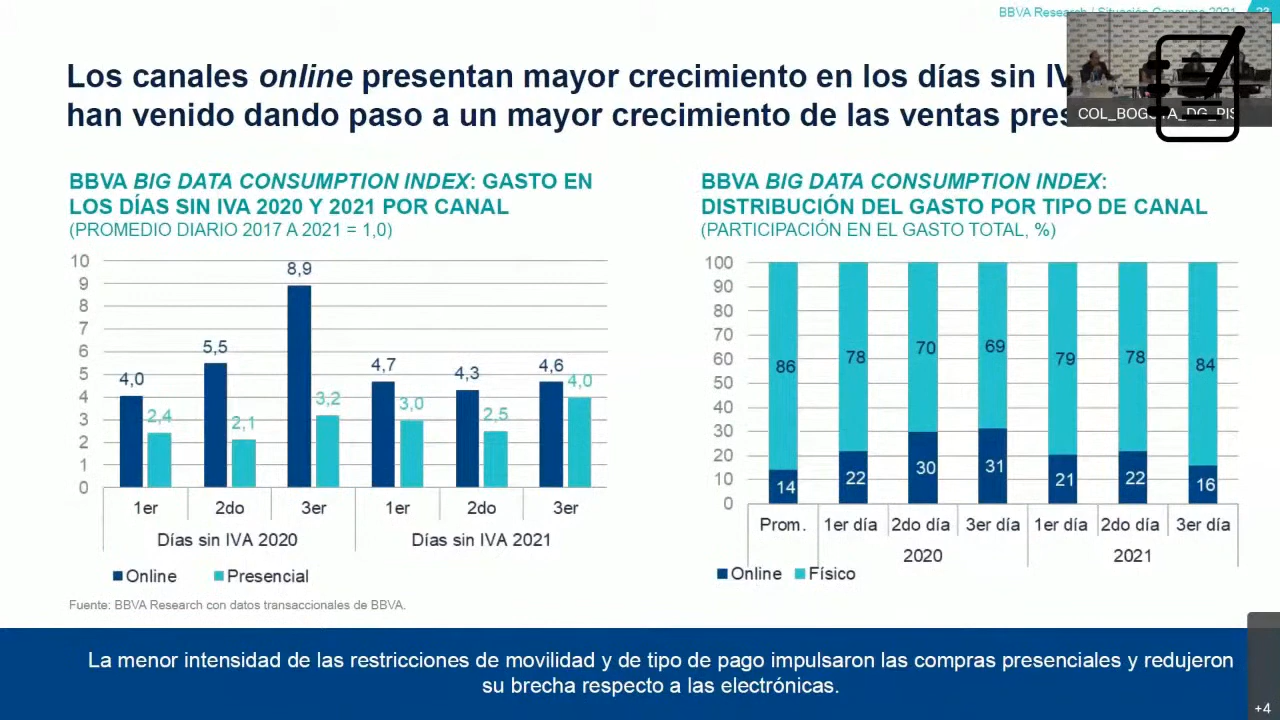 BBVA Research | Situación Consumo 2021 23
Los canales online presentan mayor crecimiento en los días sin
han venido dando paso a un mayor crecimiento de las ventas
BBVA BIG DATA CONSUMPTION INDEX: GASTO EN
LOS DÍAS SIN IVA 2020 Y 2021 POR CANAL
(PROMEDIO DIARIO 2017 A 2021 = 1,0)
10
9
8
7
6
5
4
3
2
1
0
4,0
2,4
5,5
2,1
8,9
3,2
4,7
3,0
4,3
2,5
4,6
4,0
1er 2do 3er 1er 2do 3er
Días sin IVA 2020 Días sin IVA 2021
Online Presencial
Fuente: BBVA Research con datos transaccionales de BBVA.
BBVA BIG DATA CONSUMPTION INDEX:
DISTRIBUCIÓN DEL GASTO POR TIPO DE CANAL
(PARTICIPACIÓN EN EL GASTO TOTAL, %)
100
90
80
70
60
50
40
30
20
10
0
86 78 70 69 79 78 84
14 22 30 31 21 22 16
Prom. 1er día 2do día 3er día 1er día 2do día 3er día
2020 2021
Online Físico
La menor intensidad de las restricciones de movilidad y de tipo de pago impulsaron las compras presenciales y redujeron
su brecha respecto a las electrónicas.
+4